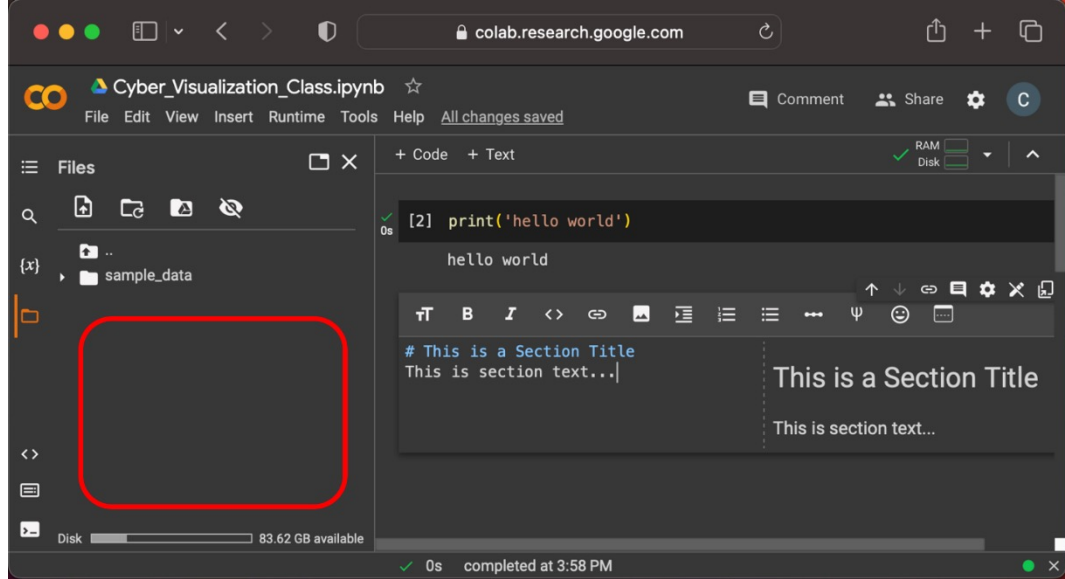 colab.research.google.com
CO
Cyber_Visualization_Class.ipynb
File Edit View Insert Runtime Tools Help All changes saved
Comment
Share
C
Files
+ Code + Text
RAM
Disk
..
sample_data
{x}
[2] print('hello world')
0s
hello world
# This is a Section Title
This is section text...
This is a Section Title
This is section text...
Disk 83.62 GB available
0s completed at 3:58 PM